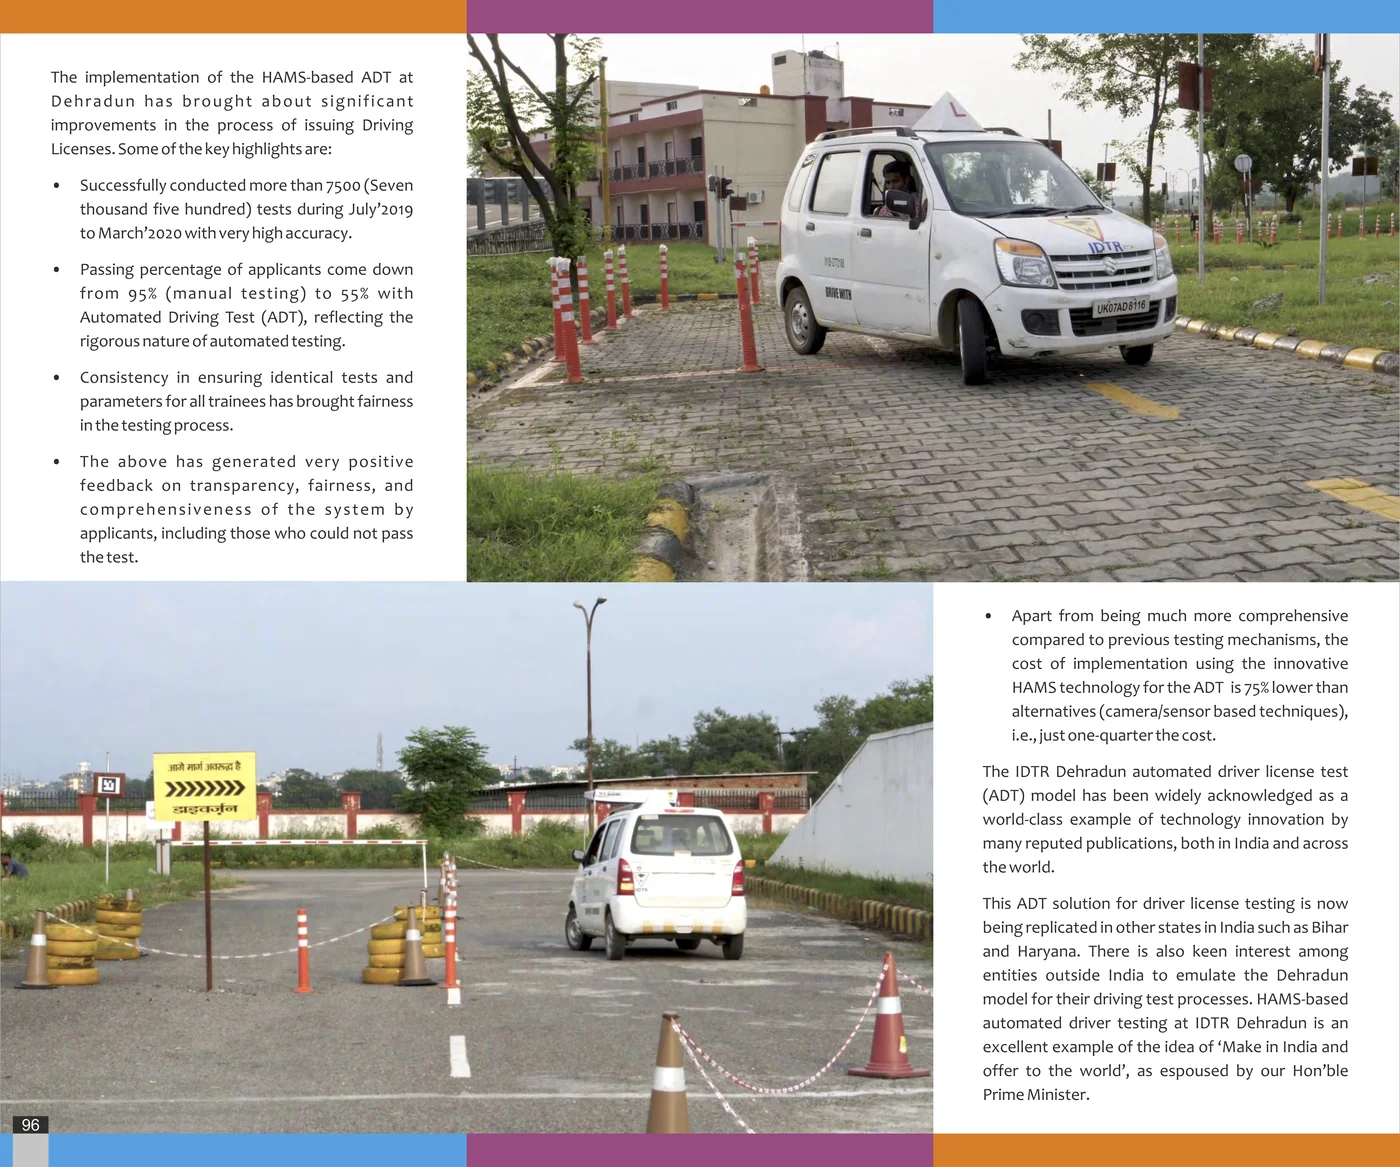 The implementation of the HAMS-based ADT at
Dehradun has brought about significant
improvements in the process of issuing Driving
Licenses. Some of the key highlights are:
• Successfully conducted more than 7500 (Seven
thousand five hundred) tests during July’2019
to March’2020 with very high accuracy.
• Passing percentage of applicants come down
from 95% (manual testing) to 55% with
Automated Driving Test (ADT), reflecting the
rigorous nature of automated testing.
• Consistency in ensuring identical tests and
parameters for all trainees has brought fairness
in the testing process.
• The above has generated very positive
feedback on transparency, fairness, and
comprehensiveness of the system by
applicants, including those who could not pass
the test.
L
IDTR
UK07AD8116
DRIVE WITH
आगे मार्ग अवरूद्ध है
डाइवर्जन
IDTR
• Apart from being much more comprehensive
compared to previous testing mechanisms, the
cost of implementation using the innovative
HAMS technology for the ADT is 75% lower than
alternatives (camera/sensor based techniques),
i.e., just one-quarter the cost.
The IDTR Dehradun automated driver license test
(ADT) model has been widely acknowledged as a
world-class example of technology innovation by
many reputed publications, both in India and across
the world.
This ADT solution for driver license testing is now
being replicated in other states in India such as Bihar
and Haryana. There is also keen interest among
entities outside India to emulate the Dehradun
model for their driving test processes. HAMS-based
automated driver testing at IDTR Dehradun is an
excellent example of the idea of ‘Make in India and
offer to the world’, as espoused by our Hon’ble
Prime Minister.
96